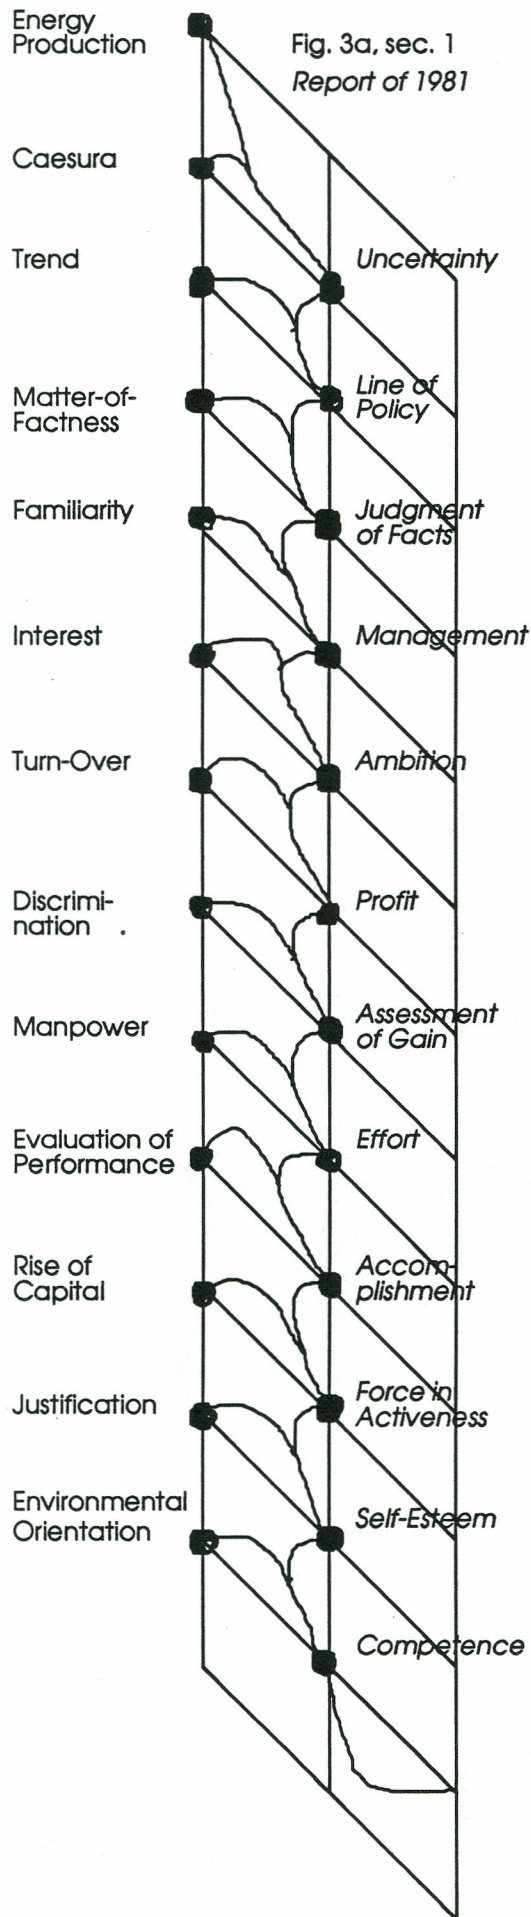 Energy
Production
Fig. 3a, sec. 1
Report of 1981
Caesura
Trend
Uncertainty
Matter-of-
Factness
Line of
Policy
Familiarity
Judgment
of Facts
Interest
Management
Turn-Over
Ambition
Discrimi-
nation
Profit
Manpower
Assessment
of Gain
Evaluation of
Performance
Effort
Rise of
Capital
Accom-
plishment
Justification
Force in
Activeness
Environmental
Orientation
Self-Esteem
Competence